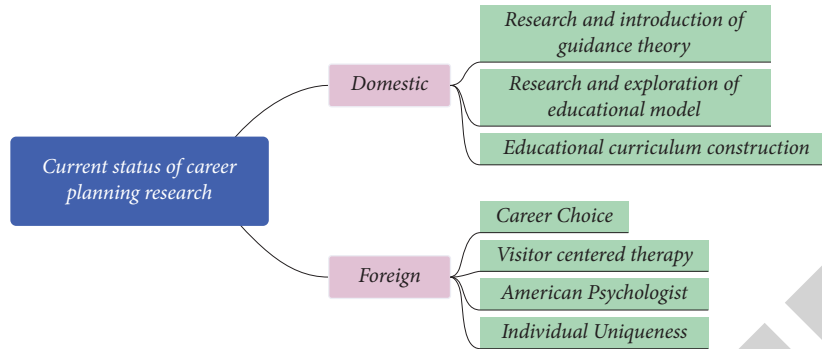 Current status of career
planning research
Domestic
Research and introduction of
guidance theory
Research and exploration of
educational model
Educational curriculum construction
Foreign
Career Choice
Visitor centered therapy
American Psychologist
Individual Uniqueness